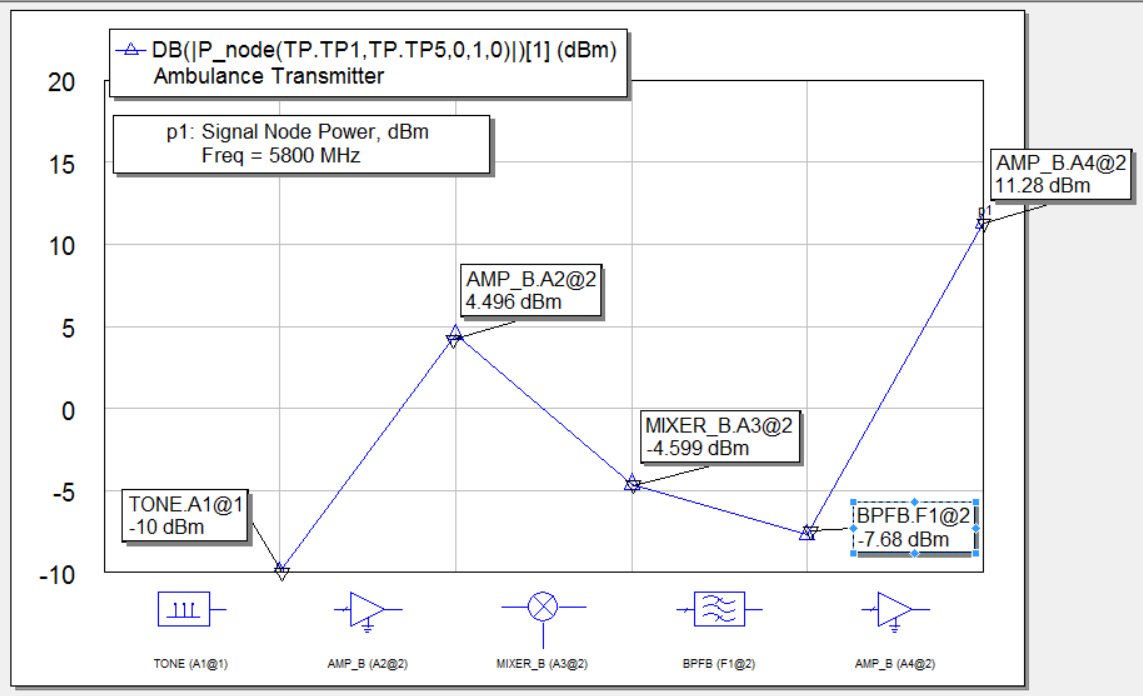 DB(|P_node(TP.TP1,TP.TP5,0,1,0)|)[1] (dBm)
Ambulance Transmitter
p1: Signal Node Power, dBm
Freq = 5800 MHz
20
15
10
5
0
-5
-10
AMP_B.A4@2
11.28 dBm
p1
AMP_B.A2@2
4.496 dBm
MIXER_B.A3@2
-4.599 dBm
TONE.A1@1
-10 dBm
BPFB.F1@2
-7.68 dBm
TONE (A1@1)
AMP_B (A2@2)
MIXER_B (A3@2)
BPFB (F1@2)
AMP_B (A4@2)